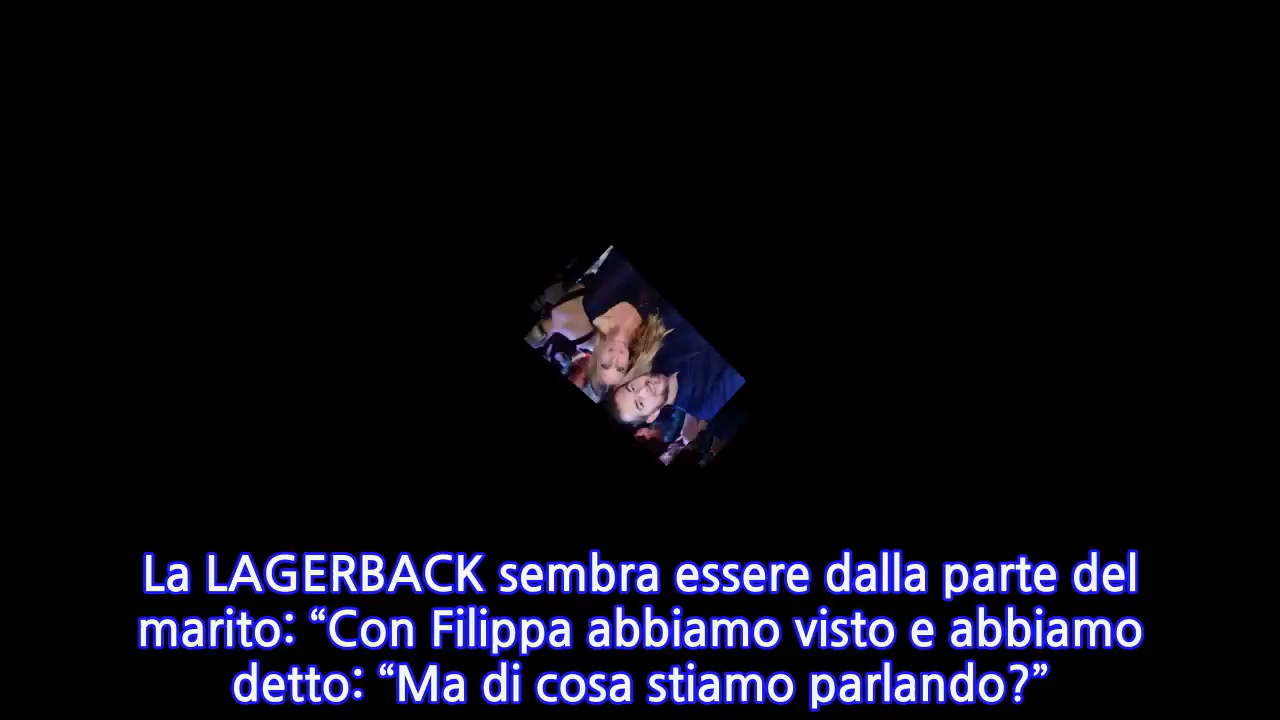 La LAGERBACK sembra essere dalla parte del
marito: “Con Filippa abbiamo visto e abbiamo
detto: “Ma di cosa stiamo parlando?”